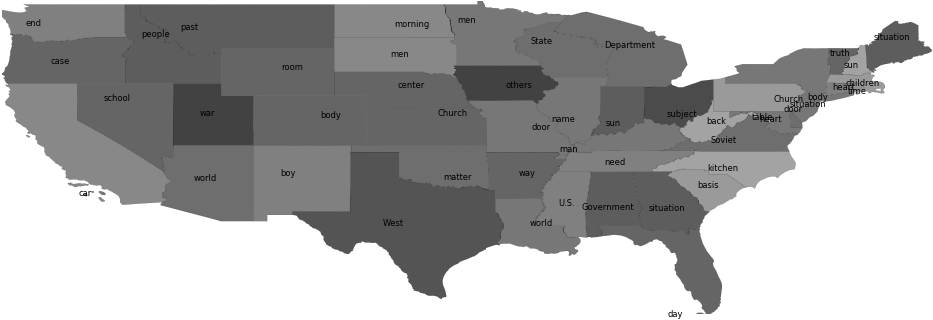 end
people
past
morning
men
men
State
Department
situation
case
room
men
center
others
truth
sun
school
war
body
Church
door
name
sun
subject
back
Church
body
situation
door
table
heart
heart
children
time
Soviet
man
world
boy
matter
way
need
kitchen
basis
car
West
world
U.S.
Government
situation
day